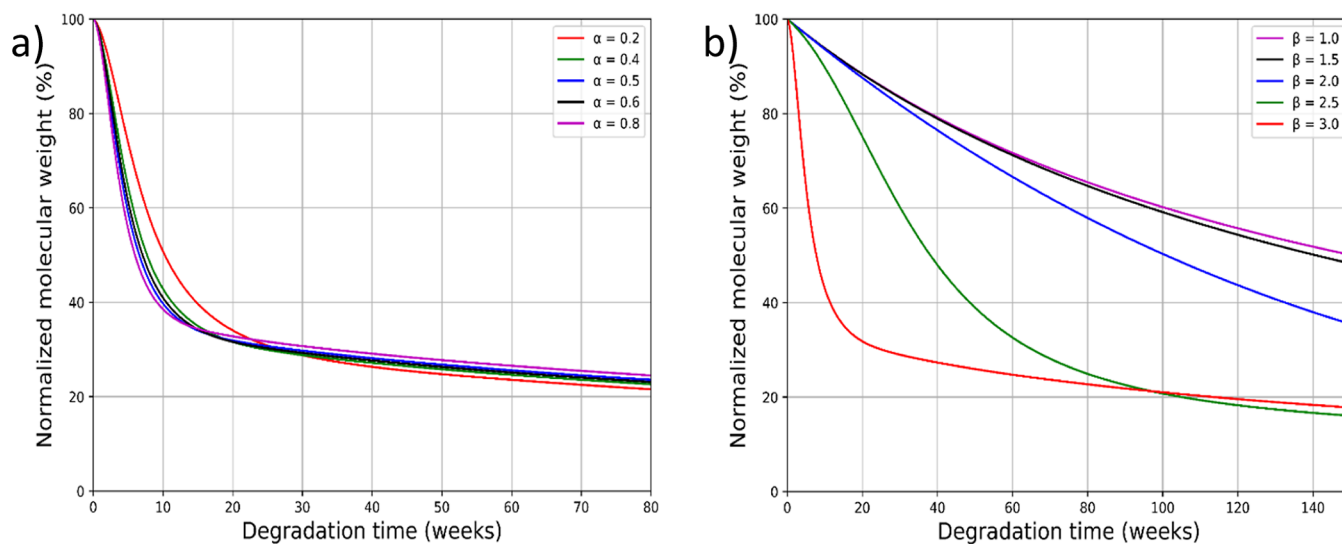 a)
100
80
60
40
20
0
Normalized molecular weight (%)
α = 0.2
α = 0.4
α = 0.5
α = 0.6
α = 0.8
0 10 20 30 40 50 60 70 80
Degradation time (weeks)
b)
100
80
60
40
20
0
Normalized molecular weight (%)
β = 1.0
β = 1.5
β = 2.0
β = 2.5
β = 3.0
0 20 40 60 80 100 120 140
Degradation time (weeks)